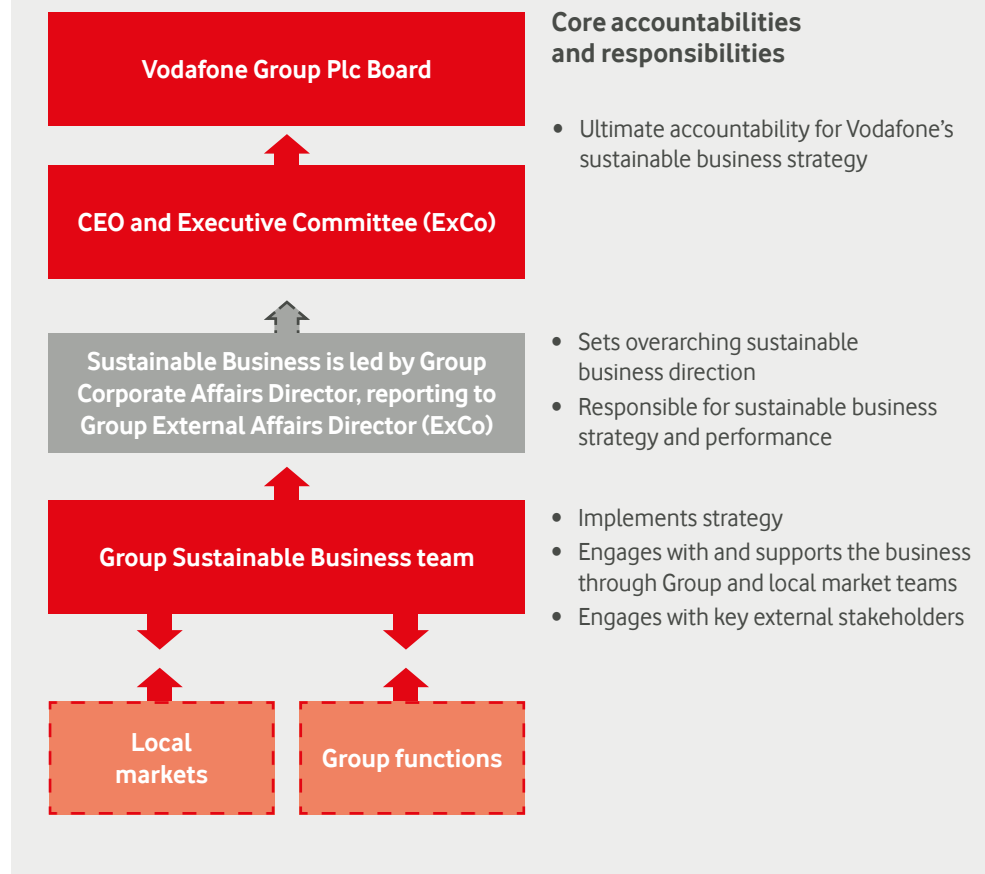 Core accountabilities
and responsibilities
Vodafone Group Plc Board
• Ultimate accountability for Vodafone's
sustainable business strategy
CEO and Executive Committee (ExCo)
Sustainable Business is led by Group
Corporate Affairs Director, reporting to
Group External Affairs Director (ExCo)
• Sets overarching sustainable
business direction
• Responsible for sustainable business
strategy and performance
Group Sustainable Business team
• Implements strategy
• Engages with and supports the business
through Group and local market teams
• Engages with key external stakeholders
Local
markets
Group functions